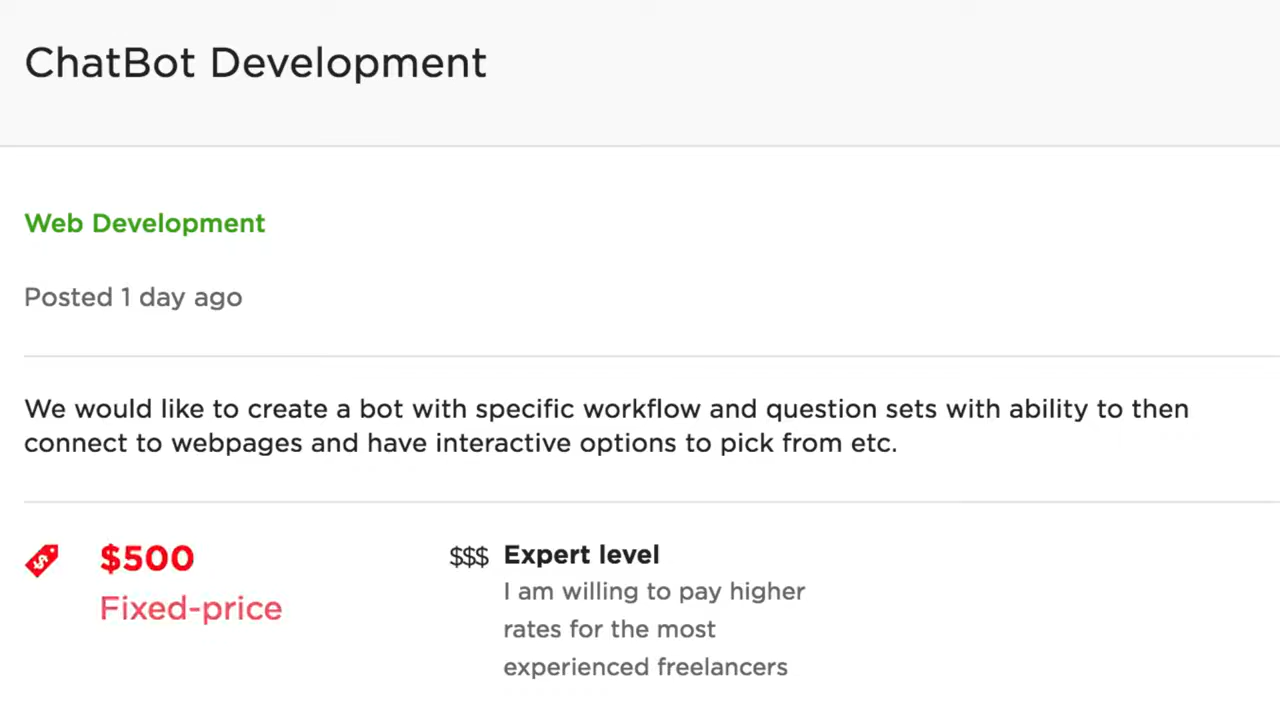 ChatBot Development
Web Development
Posted 1 day ago
We would like to create a bot with specific workflow and question sets with ability to then
connect to webpages and have interactive options to pick from etc.
$500
Fixed-price
$$$ Expert level
I am willing to pay higher
rates for the most
experienced freelancers